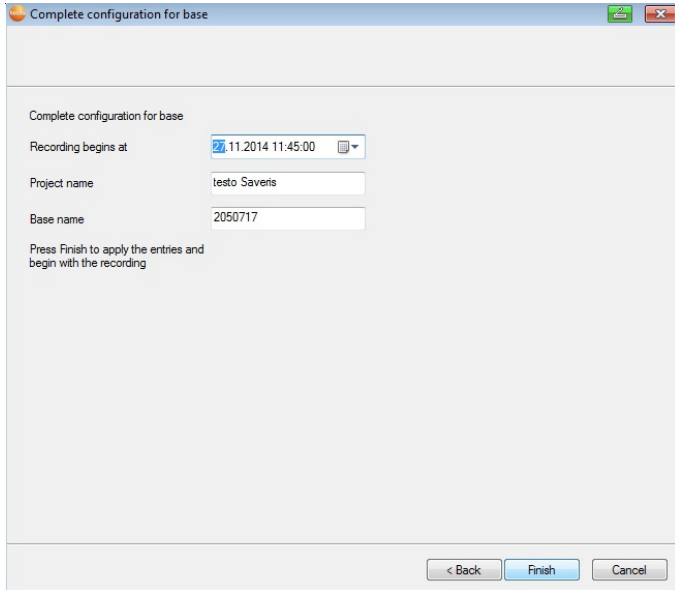 Complete configuration for base
Complete configuration for base
Recording begins at 27.11.2014 11:45:00
Project name testo Saveris
Base name 2050717
Press Finish to apply the entries and
begin with the recording
< Back Finish Cancel